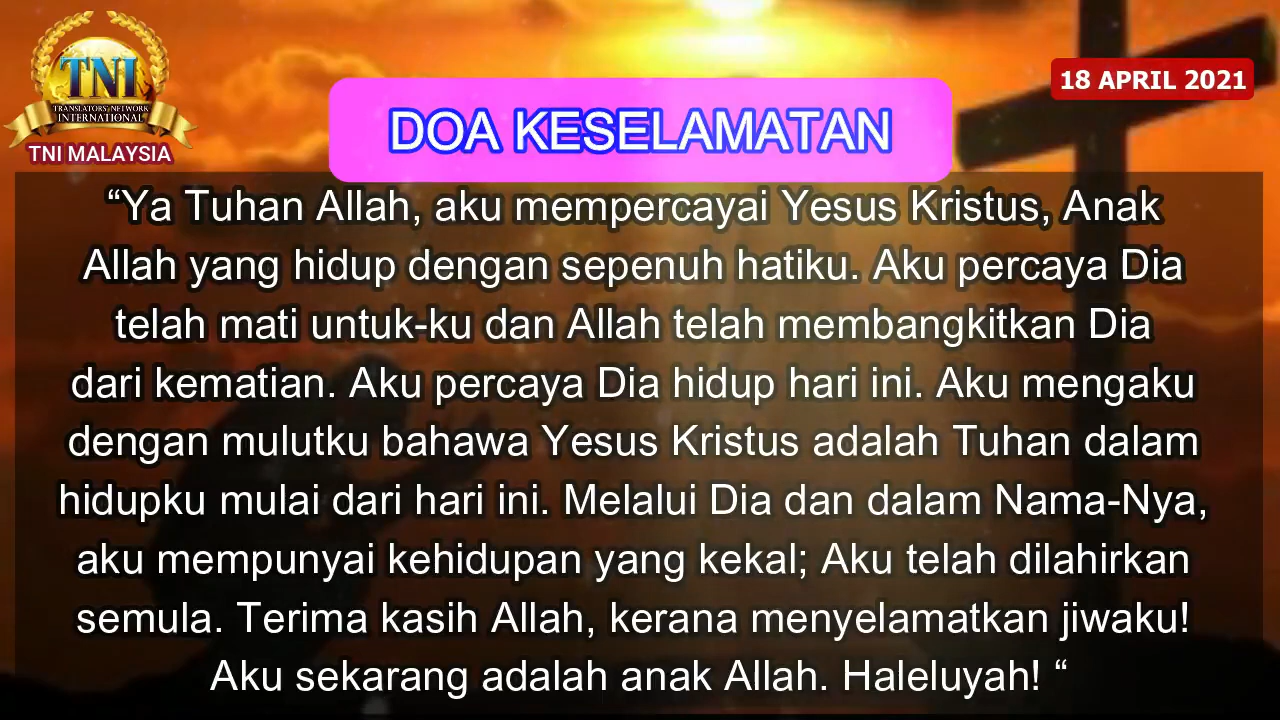 TNI
TRANSLATORS' NETWORK
INTERNATIONAL
TNI MALAYSIA
18 APRIL 2021
DOA KESELAMATAN
“Ya Tuhan Allah, aku mempercayai Yesus Kristus, Anak
Allah yang hidup dengan sepenuh hatiku. Aku percaya Dia
telah mati untuk-ku dan Allah telah membangkitkan Dia
dari kematian. Aku percaya Dia hidup hari ini. Aku mengaku
dengan mulutku bahawa Yesus Kristus adalah Tuhan dalam
hidupku mulai dari hari ini. Melalui Dia dan dalam Nama-Nya,
aku mempunyai kehidupan yang kekal; Aku telah dilahirkan
semula. Terima kasih Allah, kerana menyelamatkan jiwaku!
Aku sekarang adalah anak Allah. Haleluyah! “